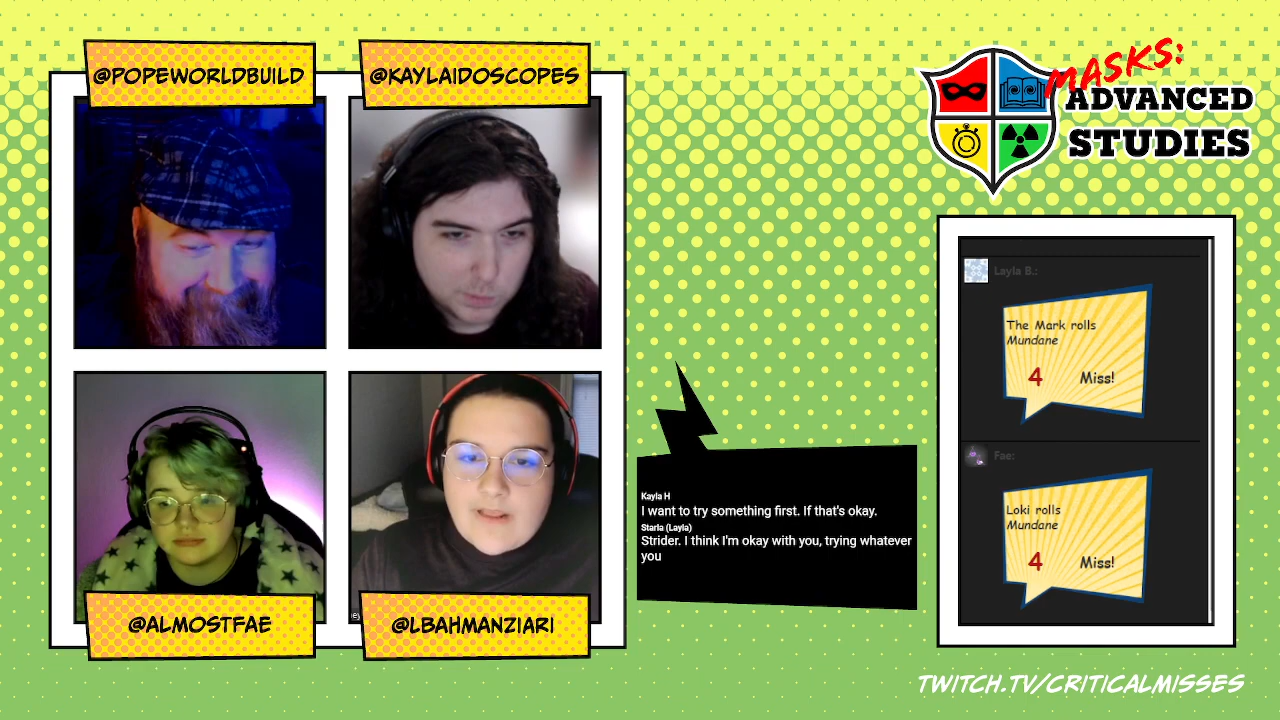 @POPEWORLDBUILD
@KAYLAIDOSCOPES
MASKS:
ADVANCED
STUDIES
Layla B.:
The Mark rolls
Mundane
4 Miss!
Fae:
Loki rolls
Mundane
4 Miss!
Kayla H
I want to try something first. If that's okay.
Starla (Layla)
Strider. I think I'm okay with you, trying whatever
you
@ALMOSTFAE
@LBAHMANZIARI
TWITCH.TV/CRITICALMISSES